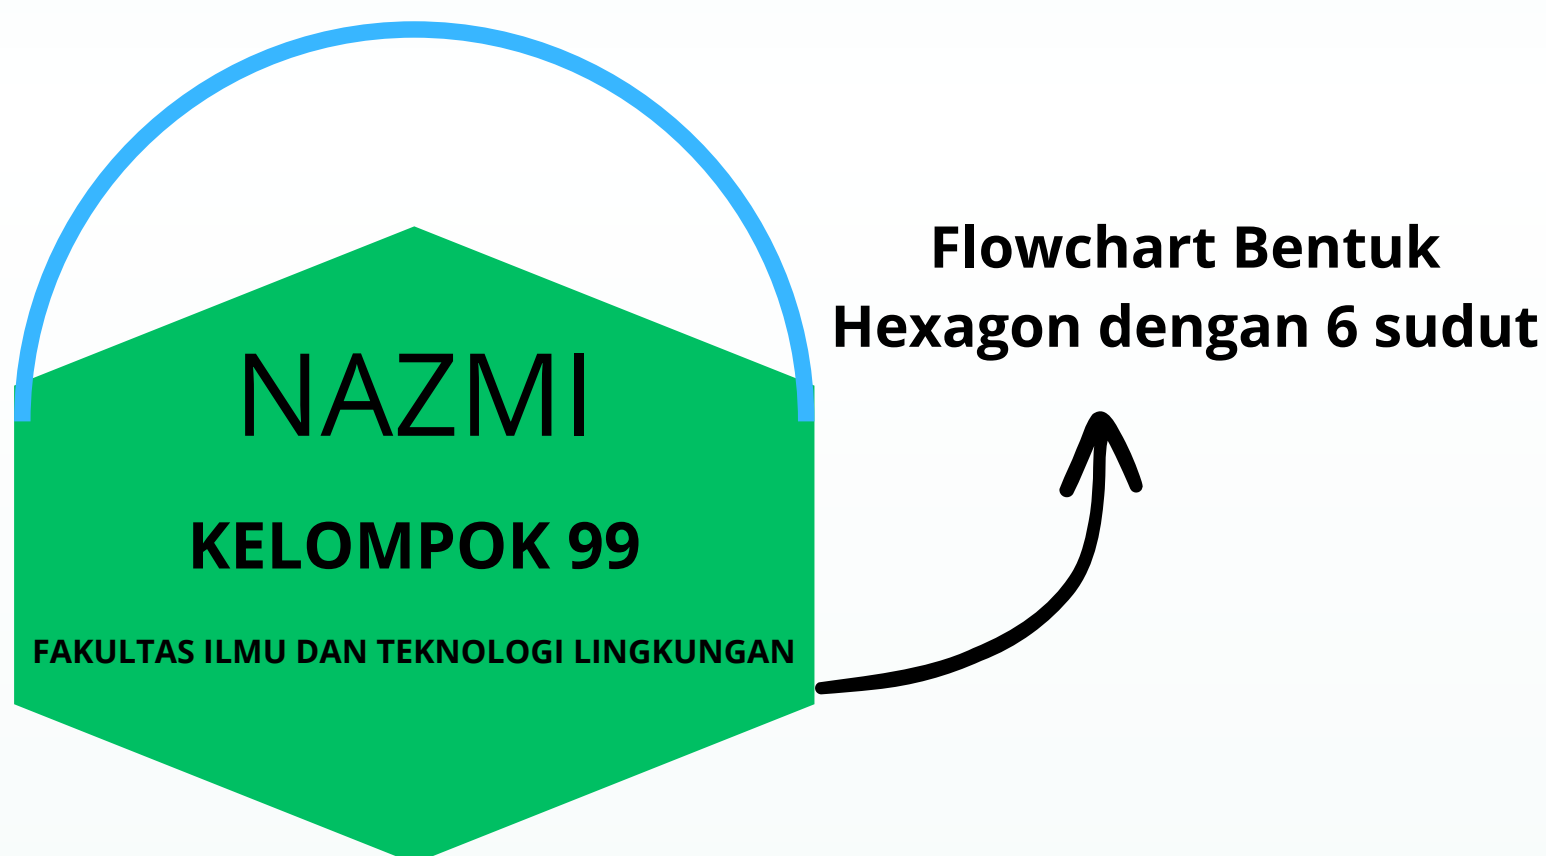 NAZMI
KELOMPOK 99
FAKULTAS ILMU DAN TEKNOLOGI LINGKUNGAN
Flowchart Bentuk
Hexagon dengan 6 sudut